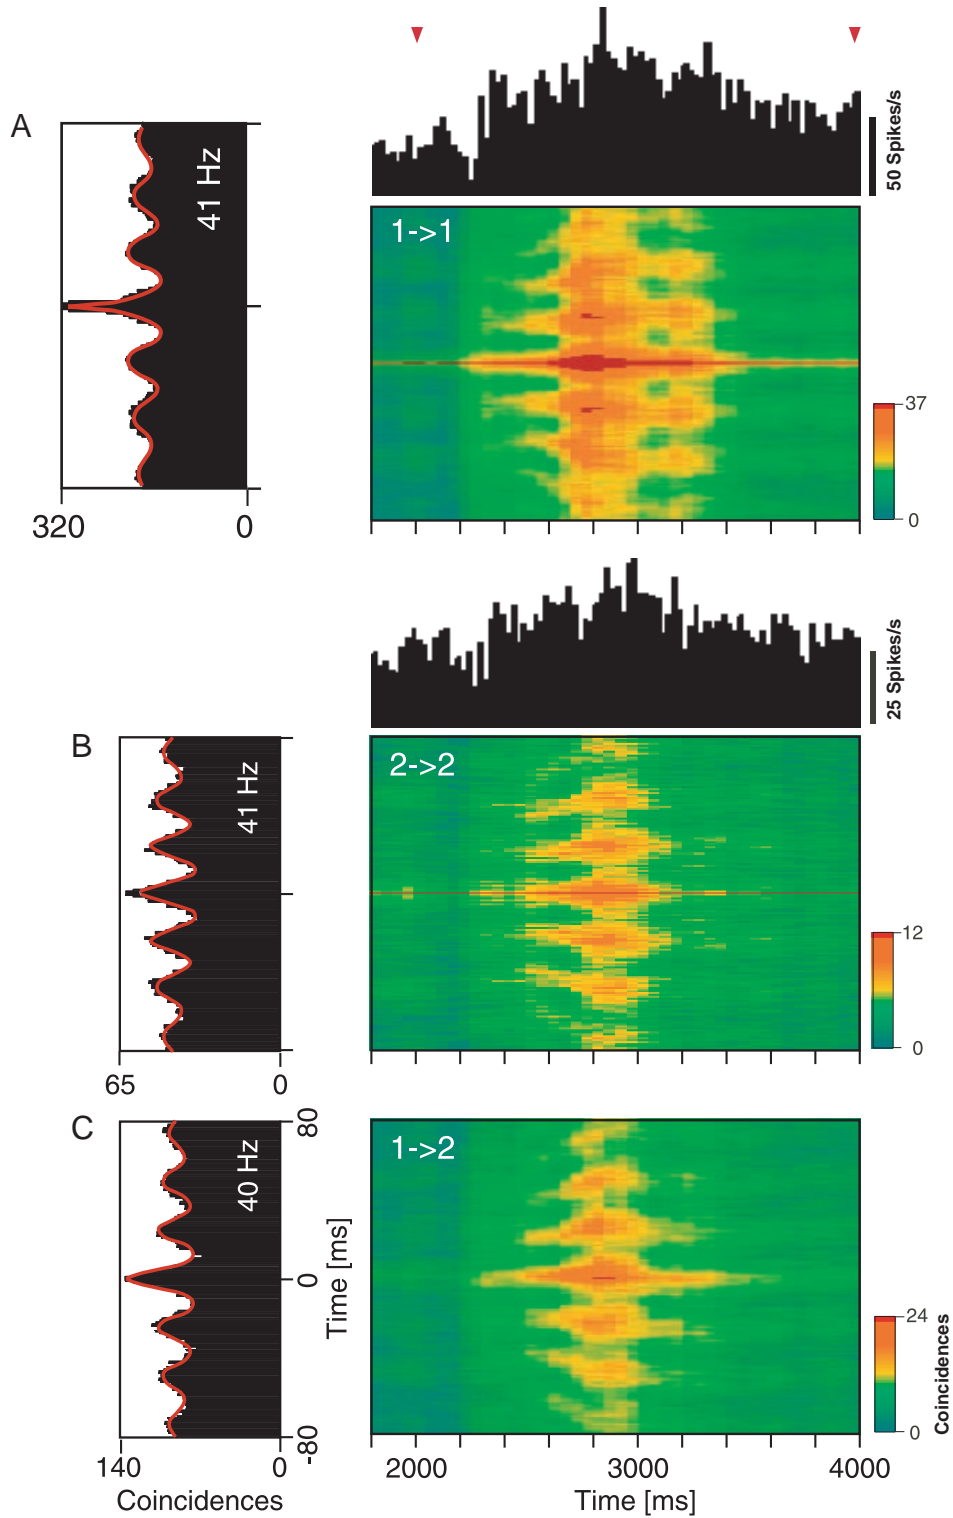 A
41 Hz
320
0
50 Spikes/s
1->1
37
0
25 Spikes/s
B
41 Hz
65
0
2->2
12
0
C
40 Hz
80
0
-80
Time [ms]
140
0
Coincidences
1->2
24
0
Coincidences
2000
3000
4000
Time [ms]